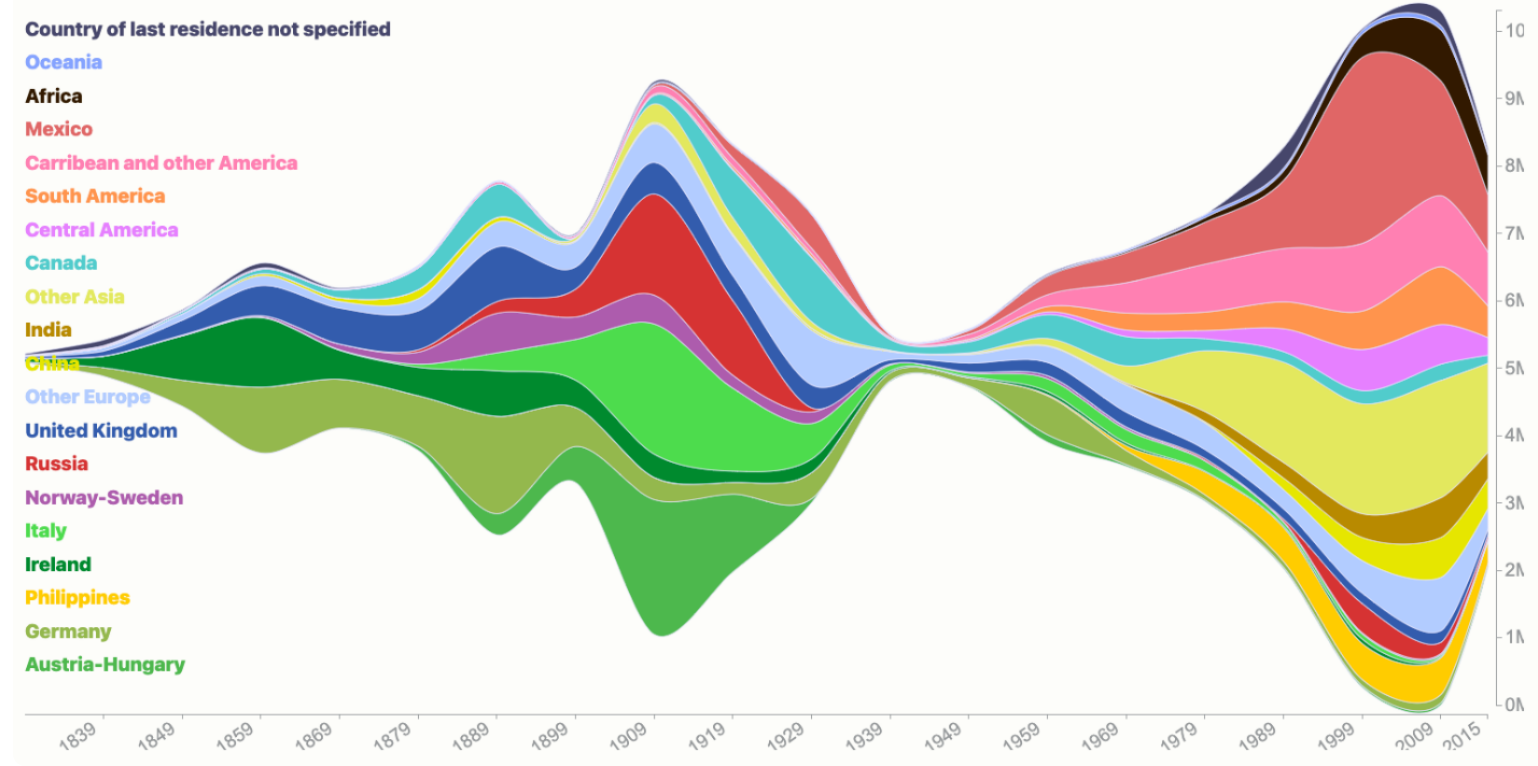 Country of last residence not specified
Oceania
Africa
Mexico
Carribean and other America
South America
Central America
Canada
Other Asia
India
China
Other Europe
United Kingdom
Russia
Norway-Sweden
Italy
Ireland
Philippines
Germany
Austria-Hungary
10
9M
8M
7M
6M
5M
4M
3M
2M
1M
0M
1839 1849 1859 1869 1879 1889 1899 1909 1919 1929 1939 1949 1959 1969 1979 1989 1999 2009 2015